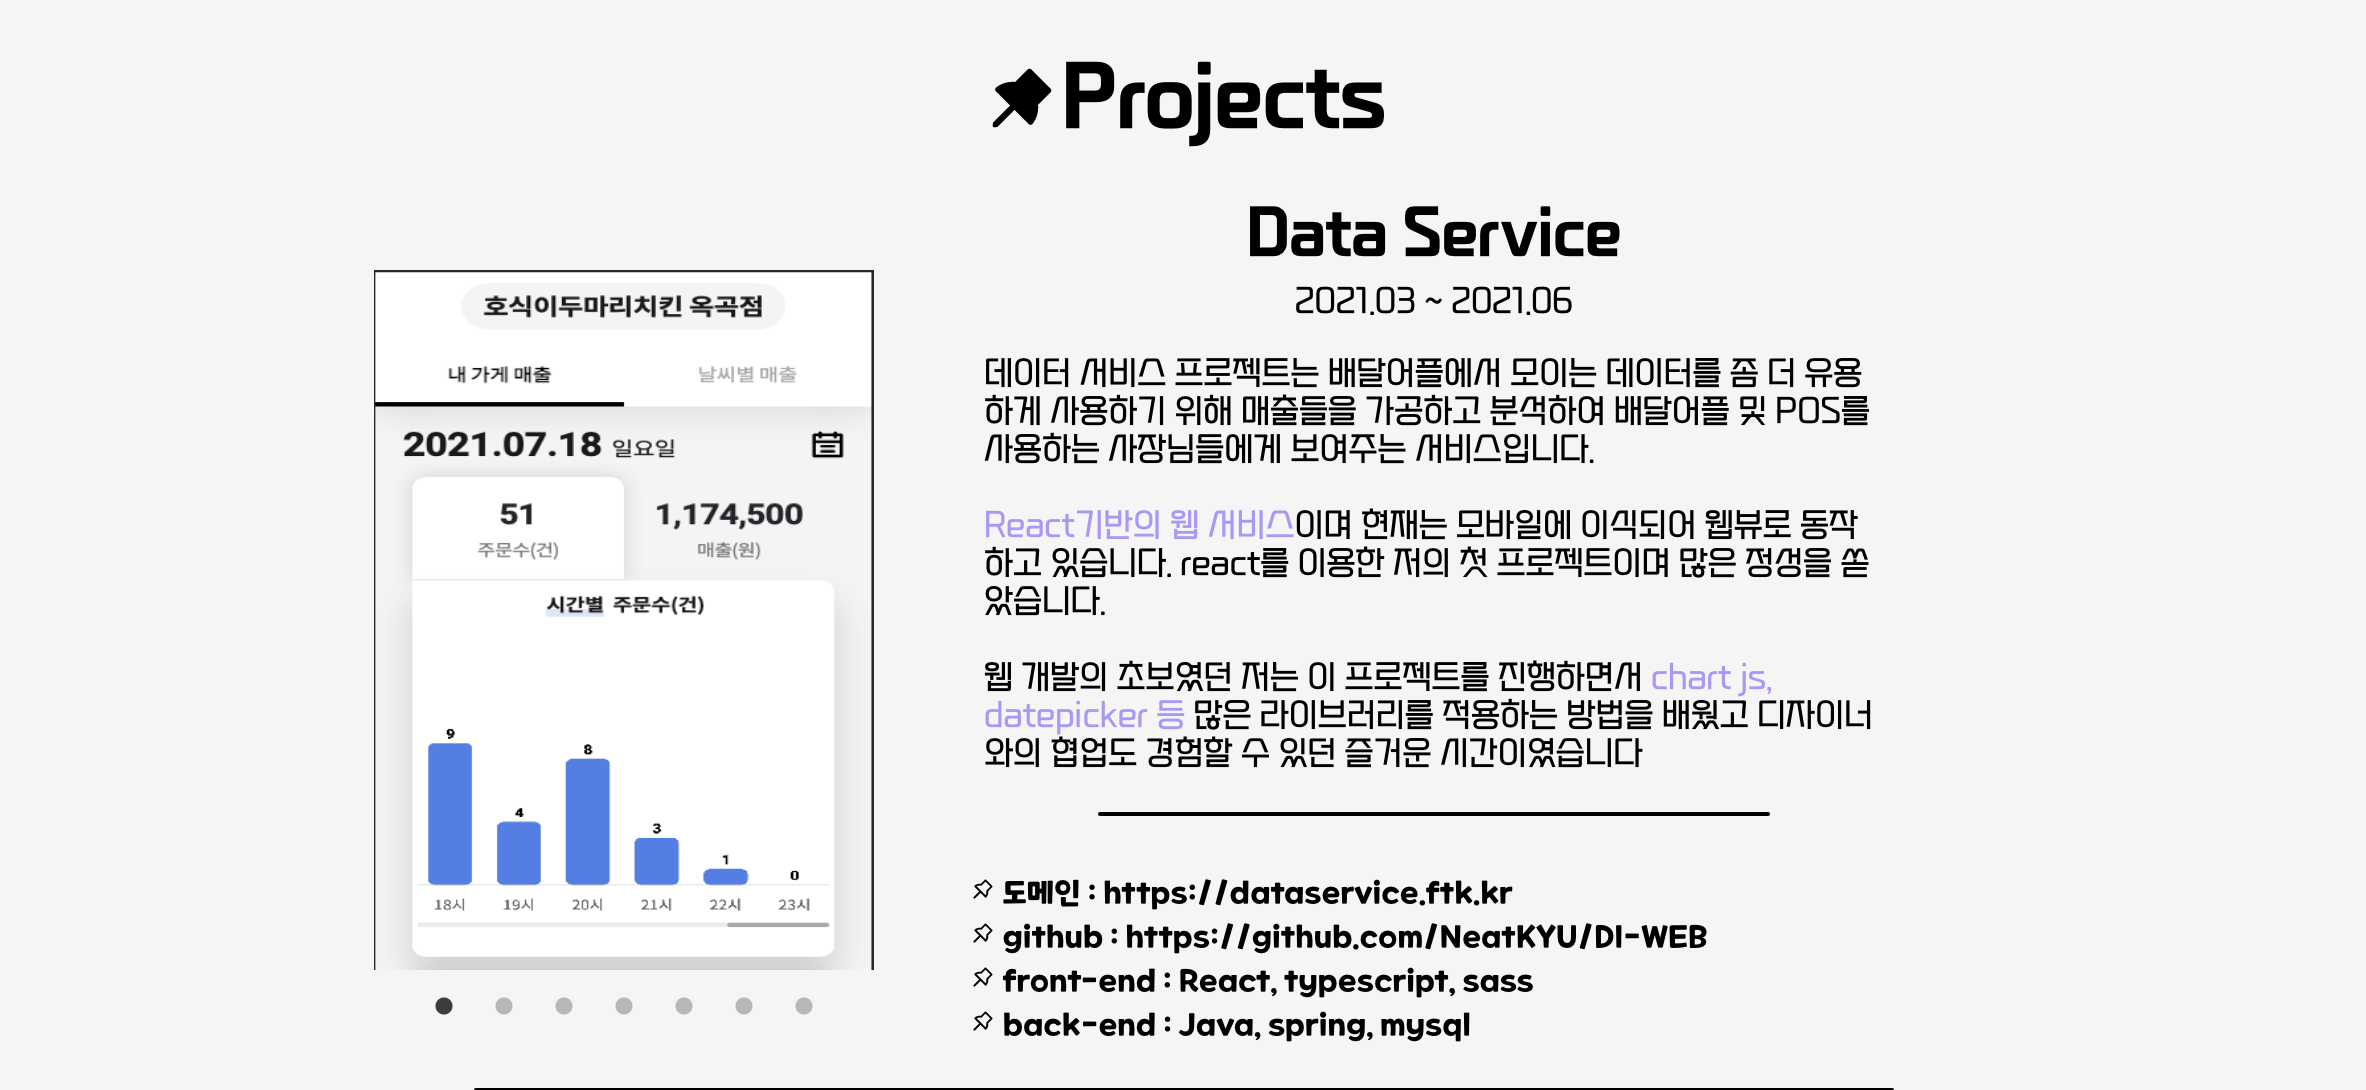 Projects
호식이두마리치킨 옥곡점
내 가게 매출 날씨별 매출
2021.07.18 일요일
51 1,174,500
주문수(건) 매출(원)
시간별 주문수(건)
9 4 8 3 1 0
18시 19시 20시 21시 22시 23시
Data Service
2021.03 ~ 2021.06
데이터 서비스 프로젝트는 배달어플에서 모이는 데이터를 좀 더 유용
하게 사용하기 위해 매출들을 가공하고 분석하여 배달어플 및 POS를
사용하는 사장님들에게 보여주는 서비스입니다.
React기반의 웹 서비스이며 현재는 모바일에 이식되어 웹뷰로 동작
하고 있습니다. react를 이용한 저의 첫 프로젝트이며 많은 정성을 쏟
았습니다.
웹 개발의 초보였던 저는 이 프로젝트를 진행하면서 chart js,
datepicker 등 많은 라이브러리를 적용하는 방법을 배웠고 디자이너
와의 협업도 경험할 수 있던 즐거운 시간이였습니다
도메인 : https://dataservice.ftk.kr
github : https://github.com/NeatKYU/DI-WEB
front-end : React, typescript, sass
back-end : Java, spring, mysql